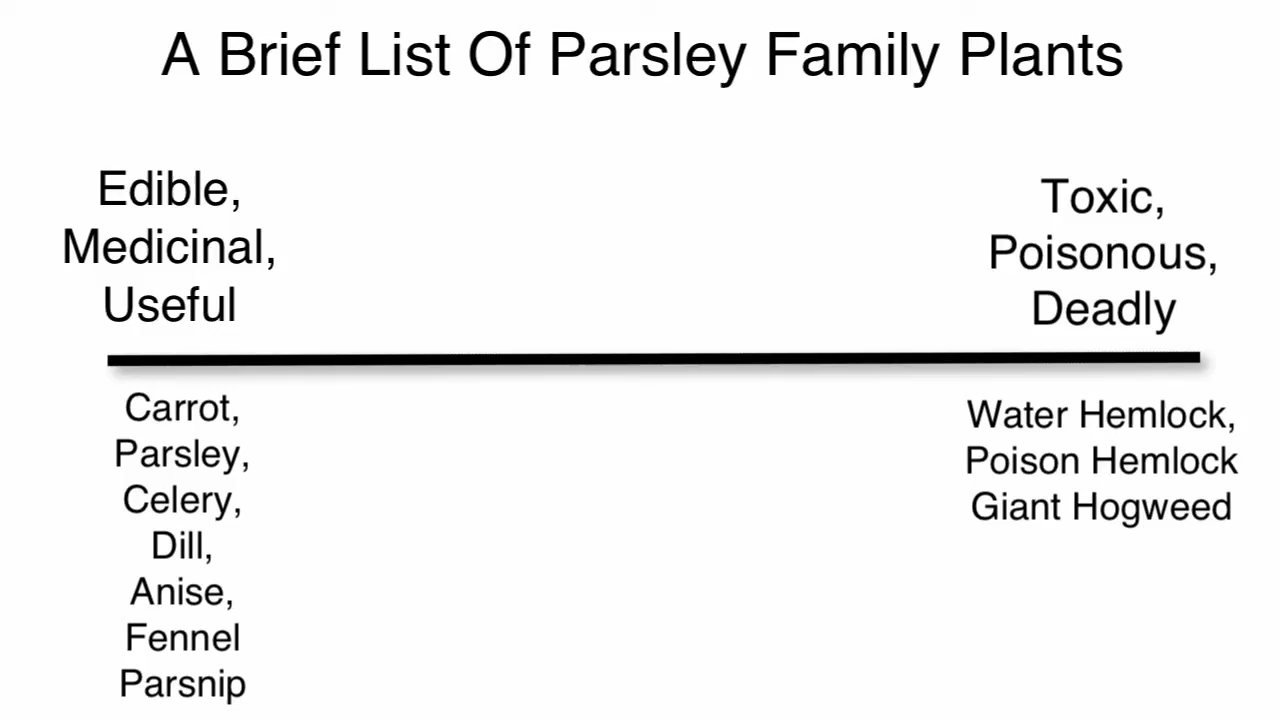 A Brief List Of Parsley Family Plants
Edible,
Medicinal,
Useful
Toxic,
Poisonous,
Deadly
Carrot,
Parsley,
Celery,
Dill,
Anise,
Fennel
Parsnip
Water Hemlock,
Poison Hemlock
Giant Hogweed